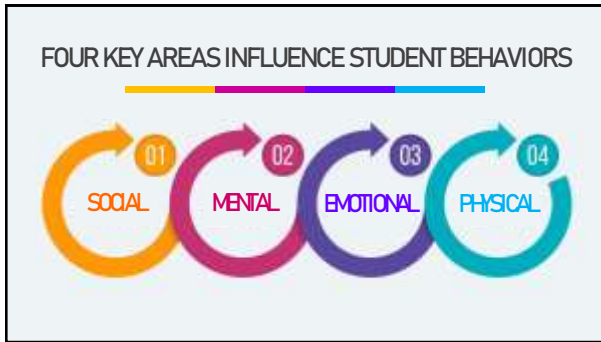 FOUR KEY AREAS INFLUENCE STUDENT BEHAVIORS
01
SOCIAL
02
MENTAL
03
EMOTIONAL
04
PHYSICAL